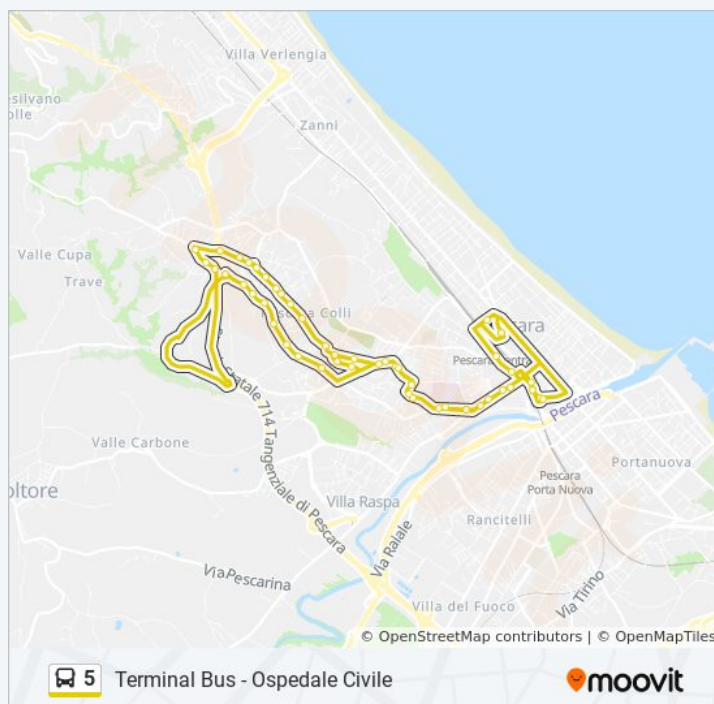 Villa Verlengia
esilvano
olle
Zanni
Valle Cupa
Trave
Pescara Colli
Pescara
Pescara Centrale
Pescara
Statale 714 Tangenziale di Pescara
Valle Carbone
Portanuova
Pescara
Porta Nuova
oltore
Villa Raspa
Rancitelli
Via Raiale
Via Pescarina
Via Tirino
Villa del Fuoco
© OpenStreetMap contributors | © OpenMapTiles
5 Terminal Bus - Ospedale Civile
moovit